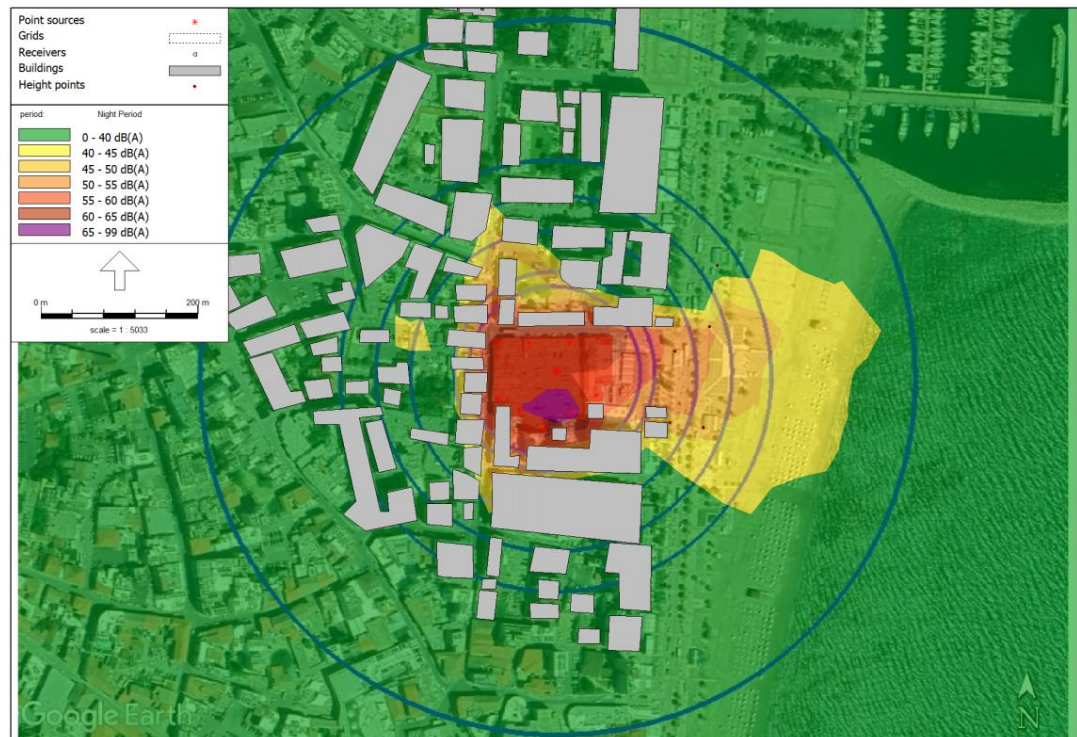 Point sources
Grids
Receivers
Buildings
Height points
period: Night Period
0 - 40 dB(A)
40 - 45 dB(A)
45 - 50 dB(A)
50 - 55 dB(A)
55 - 60 dB(A)
60 - 65 dB(A)
65 - 99 dB(A)
0 m 200 m
scale = 1 : 5033
Google Earth
N